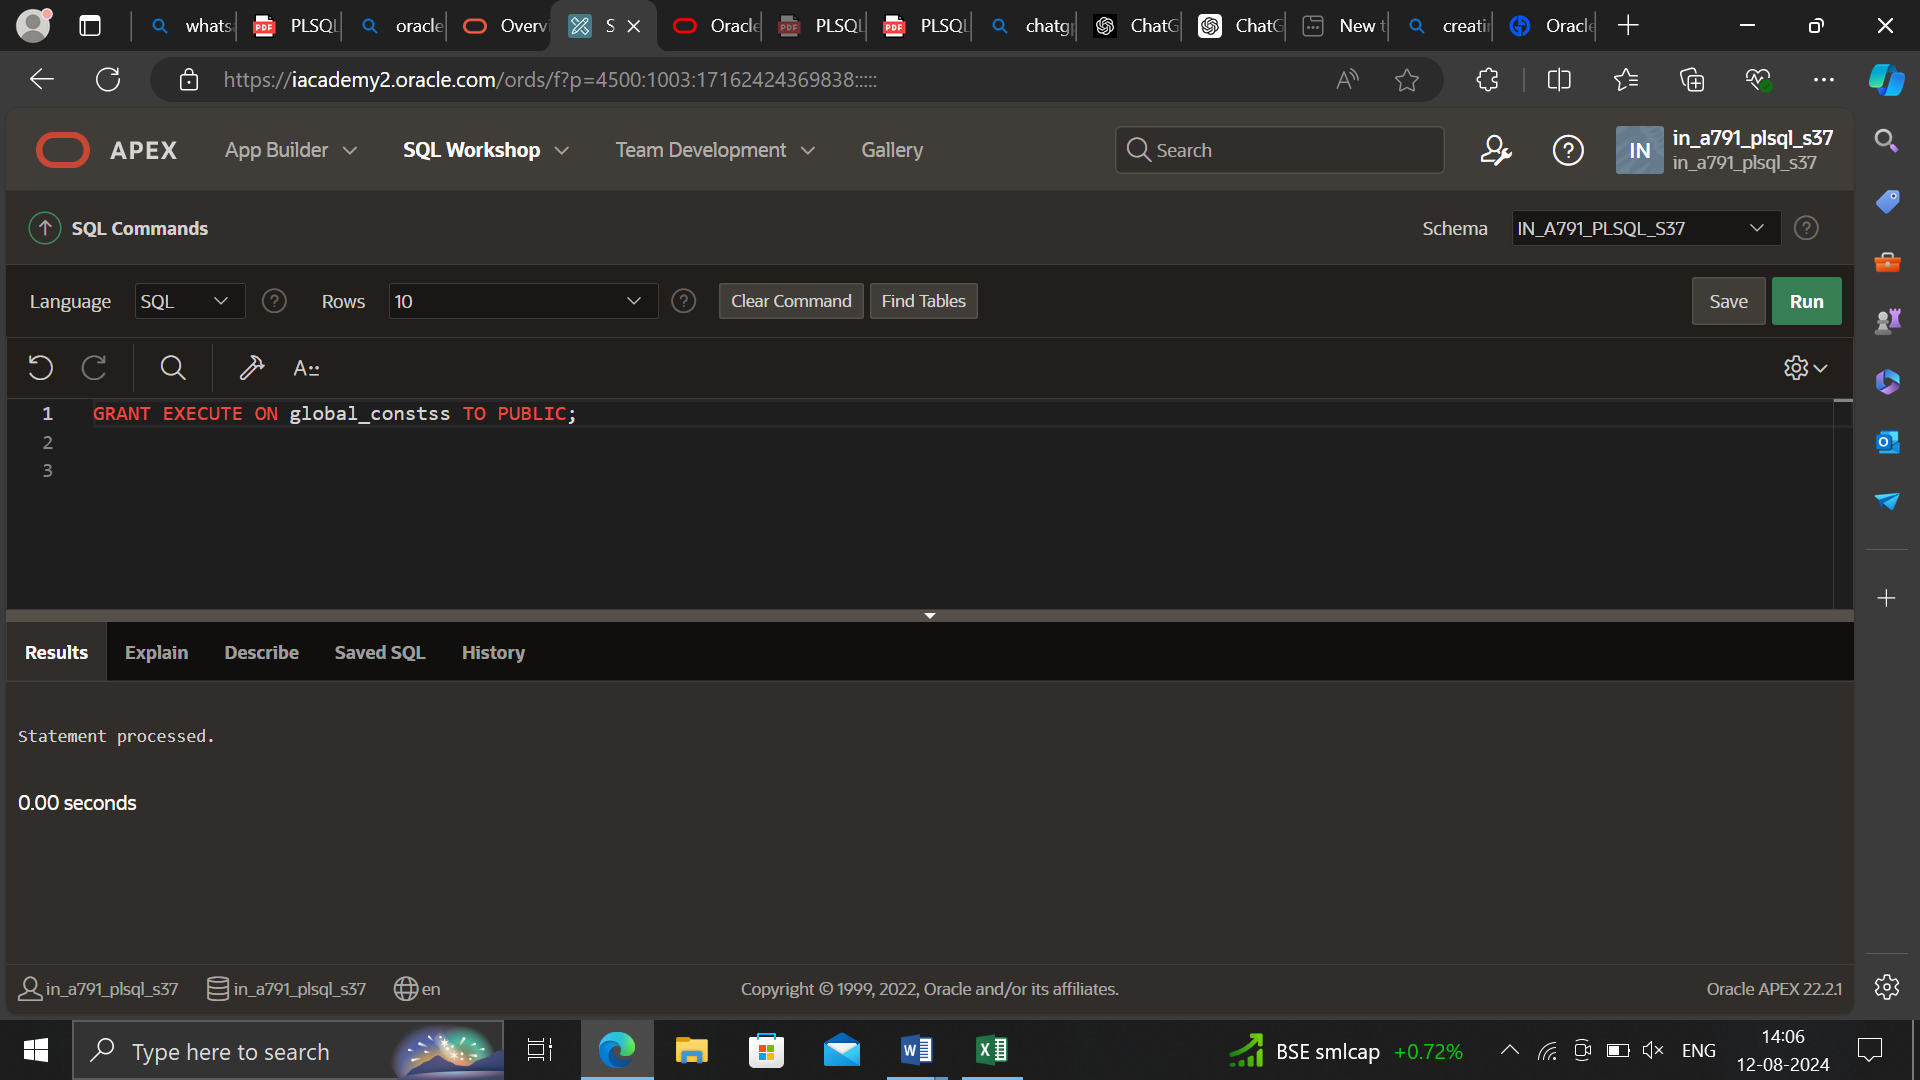 whats
PLSQL
oracle
Overvi
S
Oracle
PLSQL
PLSQL
chatgp
ChatG
ChatG
New t
creatin
Oracle
https://iacademy2.oracle.com/ords/f?p=4500:1003:17162424369838:::::
APEX
App Builder
SQL Workshop
Team Development
Gallery
Search
IN
in_a791_plsql_s37
in_a791_plsql_s37
SQL Commands
Schema
IN_A791_PLSQL_S37
Language
SQL
Rows
10
Clear Command
Find Tables
Save
Run
1 GRANT EXECUTE ON global_constss TO PUBLIC;
2
3
Results
Explain
Describe
Saved SQL
History
Statement processed.
0.00 seconds
in_a791_plsql_s37
in_a791_plsql_s37
en
Copyright © 1999, 2022, Oracle and/or its affiliates.
Oracle APEX 22.2.1
Type here to search
BSE smlcap +0.72%
ENG
14:06
12-08-2024